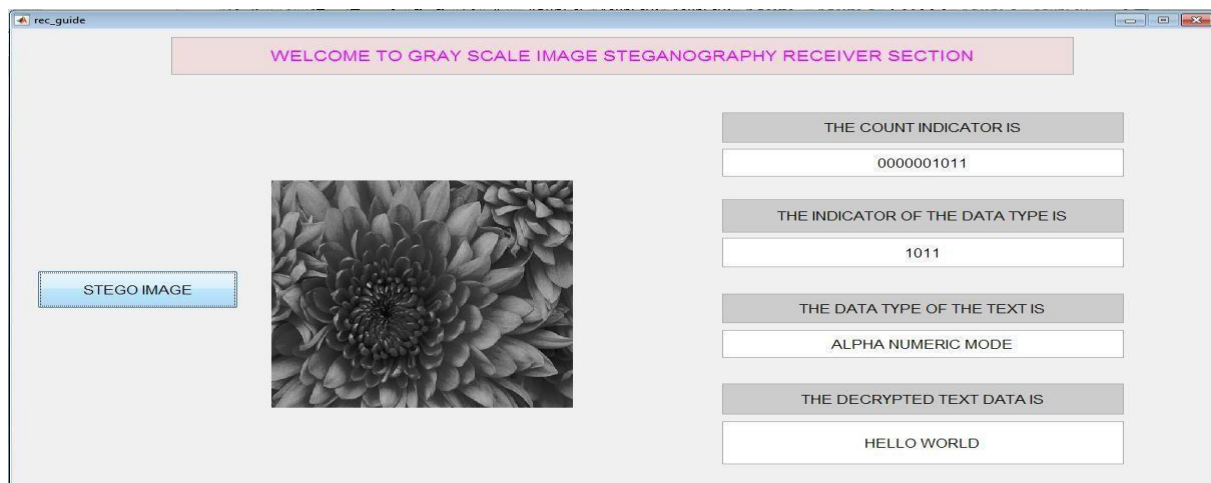 rec_guide
WELCOME TO GRAY SCALE IMAGE STEGANOGRAPHY RECEIVER SECTION
STEGO IMAGE
THE COUNT INDICATOR IS
0000001011
THE INDICATOR OF THE DATA TYPE IS
1011
THE DATA TYPE OF THE TEXT IS
ALPHA NUMERIC MODE
THE DECRYPTED TEXT DATA IS
HELLO WORLD